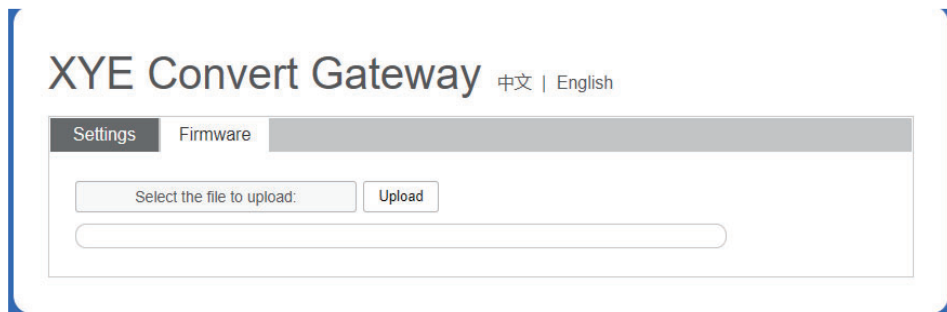 XYE Convert Gateway 中文 | English
Settings Firmware
Select the file to upload: Upload